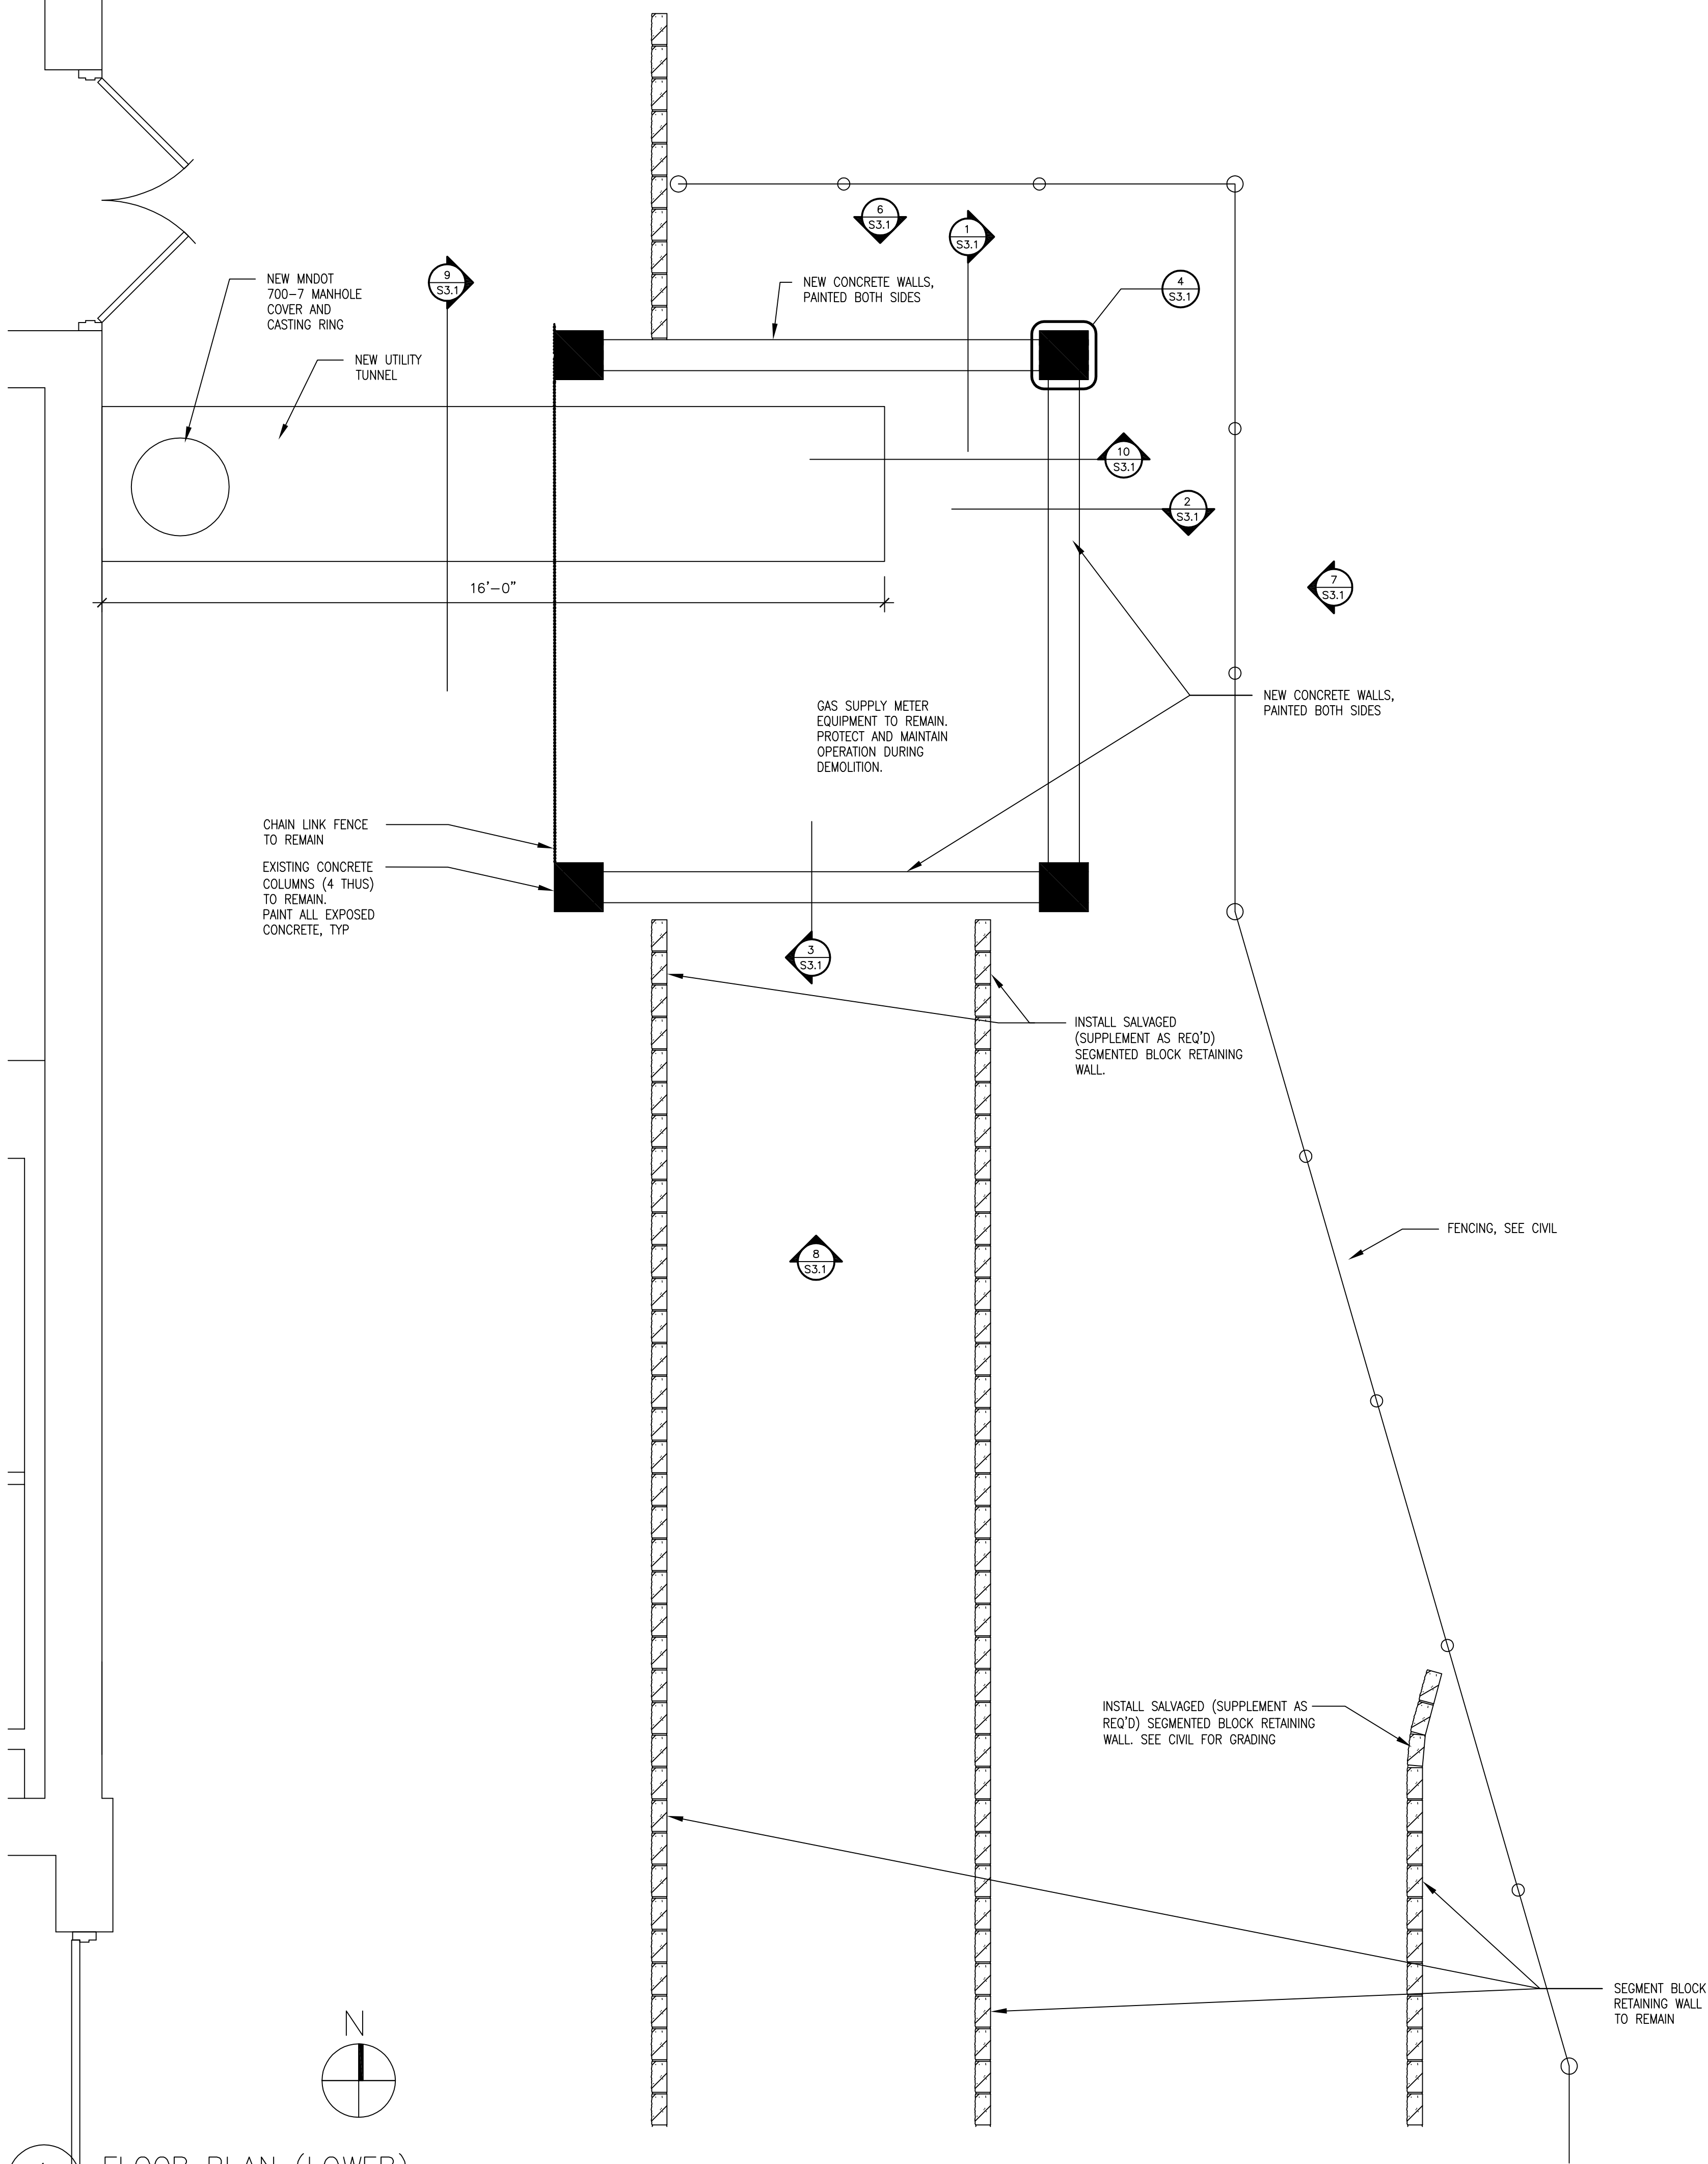 6
S3.1
1
S3.1
9
S3.1
NEW MNDOT
700-7 MANHOLE
COVER AND
CASTING RING
NEW CONCRETE WALLS,
PAINTED BOTH SIDES
4
S3.1
NEW UTILITY
TUNNEL
10
S3.1
2
S3.1
16'-0"
7
S3.1
NEW CONCRETE WALLS,
PAINTED BOTH SIDES
GAS SUPPLY METER
EQUIPMENT TO REMAIN.
PROTECT AND MAINTAIN
OPERATION DURING
DEMOLITION.
CHAIN LINK FENCE
TO REMAIN
EXISTING CONCRETE
COLUMNS (4 THUS)
TO REMAIN.
PAINT ALL EXPOSED
CONCRETE, TYP
3
S3.1
INSTALL SALVAGED
(SUPPLEMENT AS REQ'D)
SEGMENTED BLOCK RETAINING
WALL.
8
S3.1
FENCING, SEE CIVIL
INSTALL SALVAGED (SUPPLEMENT AS
REQ'D) SEGMENTED BLOCK RETAINING
WALL. SEE CIVIL FOR GRADING
SEGMENT BLOCK
RETAINING WALL
TO REMAIN
N
FLOOR PLAN (LOWER)